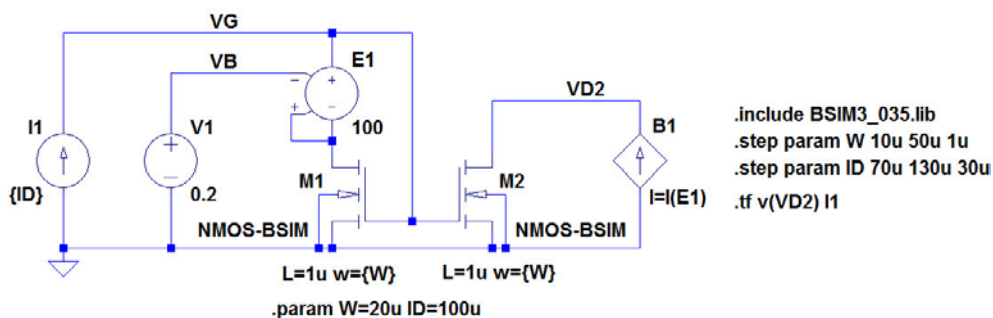 VG
VB
E1
VD2
-
+
+
-
100
I1
{ID}
V1
+
-
0.2
M1
M2
B1
I=I(E1)
NMOS-BSIM
NMOS-BSIM
L=1u w={W}
L=1u w={W}
.param W=20u ID=100u
.include BSIM3_035.lib
.step param W 10u 50u 1u
.step param ID 70u 130u 30u
.tf v(VD2) I1